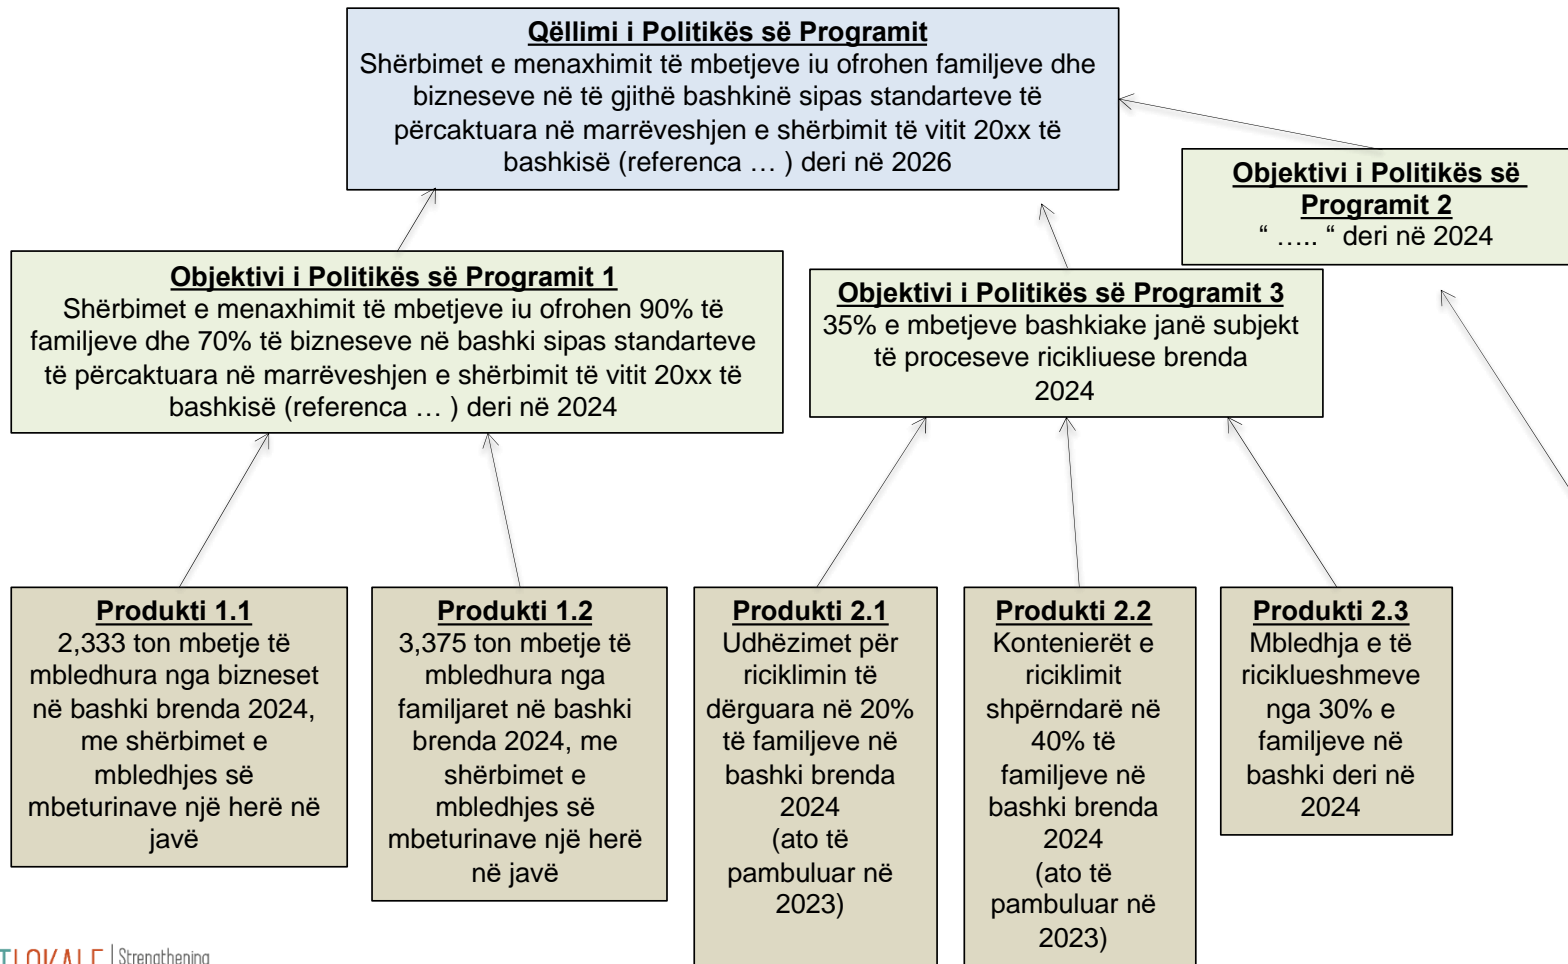 Qëllimi i Politikës së Programit
Shërbimet e menaxhimit të mbetjeve iu ofrohen familjeve dhe
bizneseve në të gjithë bashkinë sipas standarteve të
përcaktuara në marrëveshjen e shërbimit të vitit 20xx të
bashkisë (referenca … ) deri në 2026
Objektivi i Politikës së
Programit 2
“ ….. “ deri në 2024
Objektivi i Politikës së Programit 1
Shërbimet e menaxhimit të mbetjeve iu ofrohen 90% të
familjeve dhe 70% të bizneseve në bashki sipas standarteve
të përcaktuara në marrëveshjen e shërbimit të vitit 20xx të
bashkisë (referenca … ) deri në 2024
Objektivi i Politikës së Programit 3
35% e mbetjeve bashkiake janë subjekt
të proceseve ricikliuese brenda
2024
Produkti 1.1
2,333 ton mbetje të
mbledhura nga bizneset
në bashki brenda 2024,
me shërbimet e
mbledhjes së
mbeturinave një herë në
javë
Produkti 1.2
3,375 ton mbetje të
mbledhura nga
familjaret në bashki
brenda 2024, me
shërbimet e
mbledhjes së
mbeturinave një herë
në javë
Produkti 2.1
Udhëzimet për
riciklimin të
dërguara në 20%
të familjeve në
bashki brenda
2024
(ato të
pambuluar në
2023)
Produkti 2.2
Kontenierët e
riciklimit
shpërndarë në
40% të
familjeve në
bashki brenda
2024
(ato të
pambuluar në
2023)
Produkti 2.3
Mbledhja e të
riciklueshmeve
nga 30% e
familjeve në
bashki deri në
2024
LOKALE
Strengthening